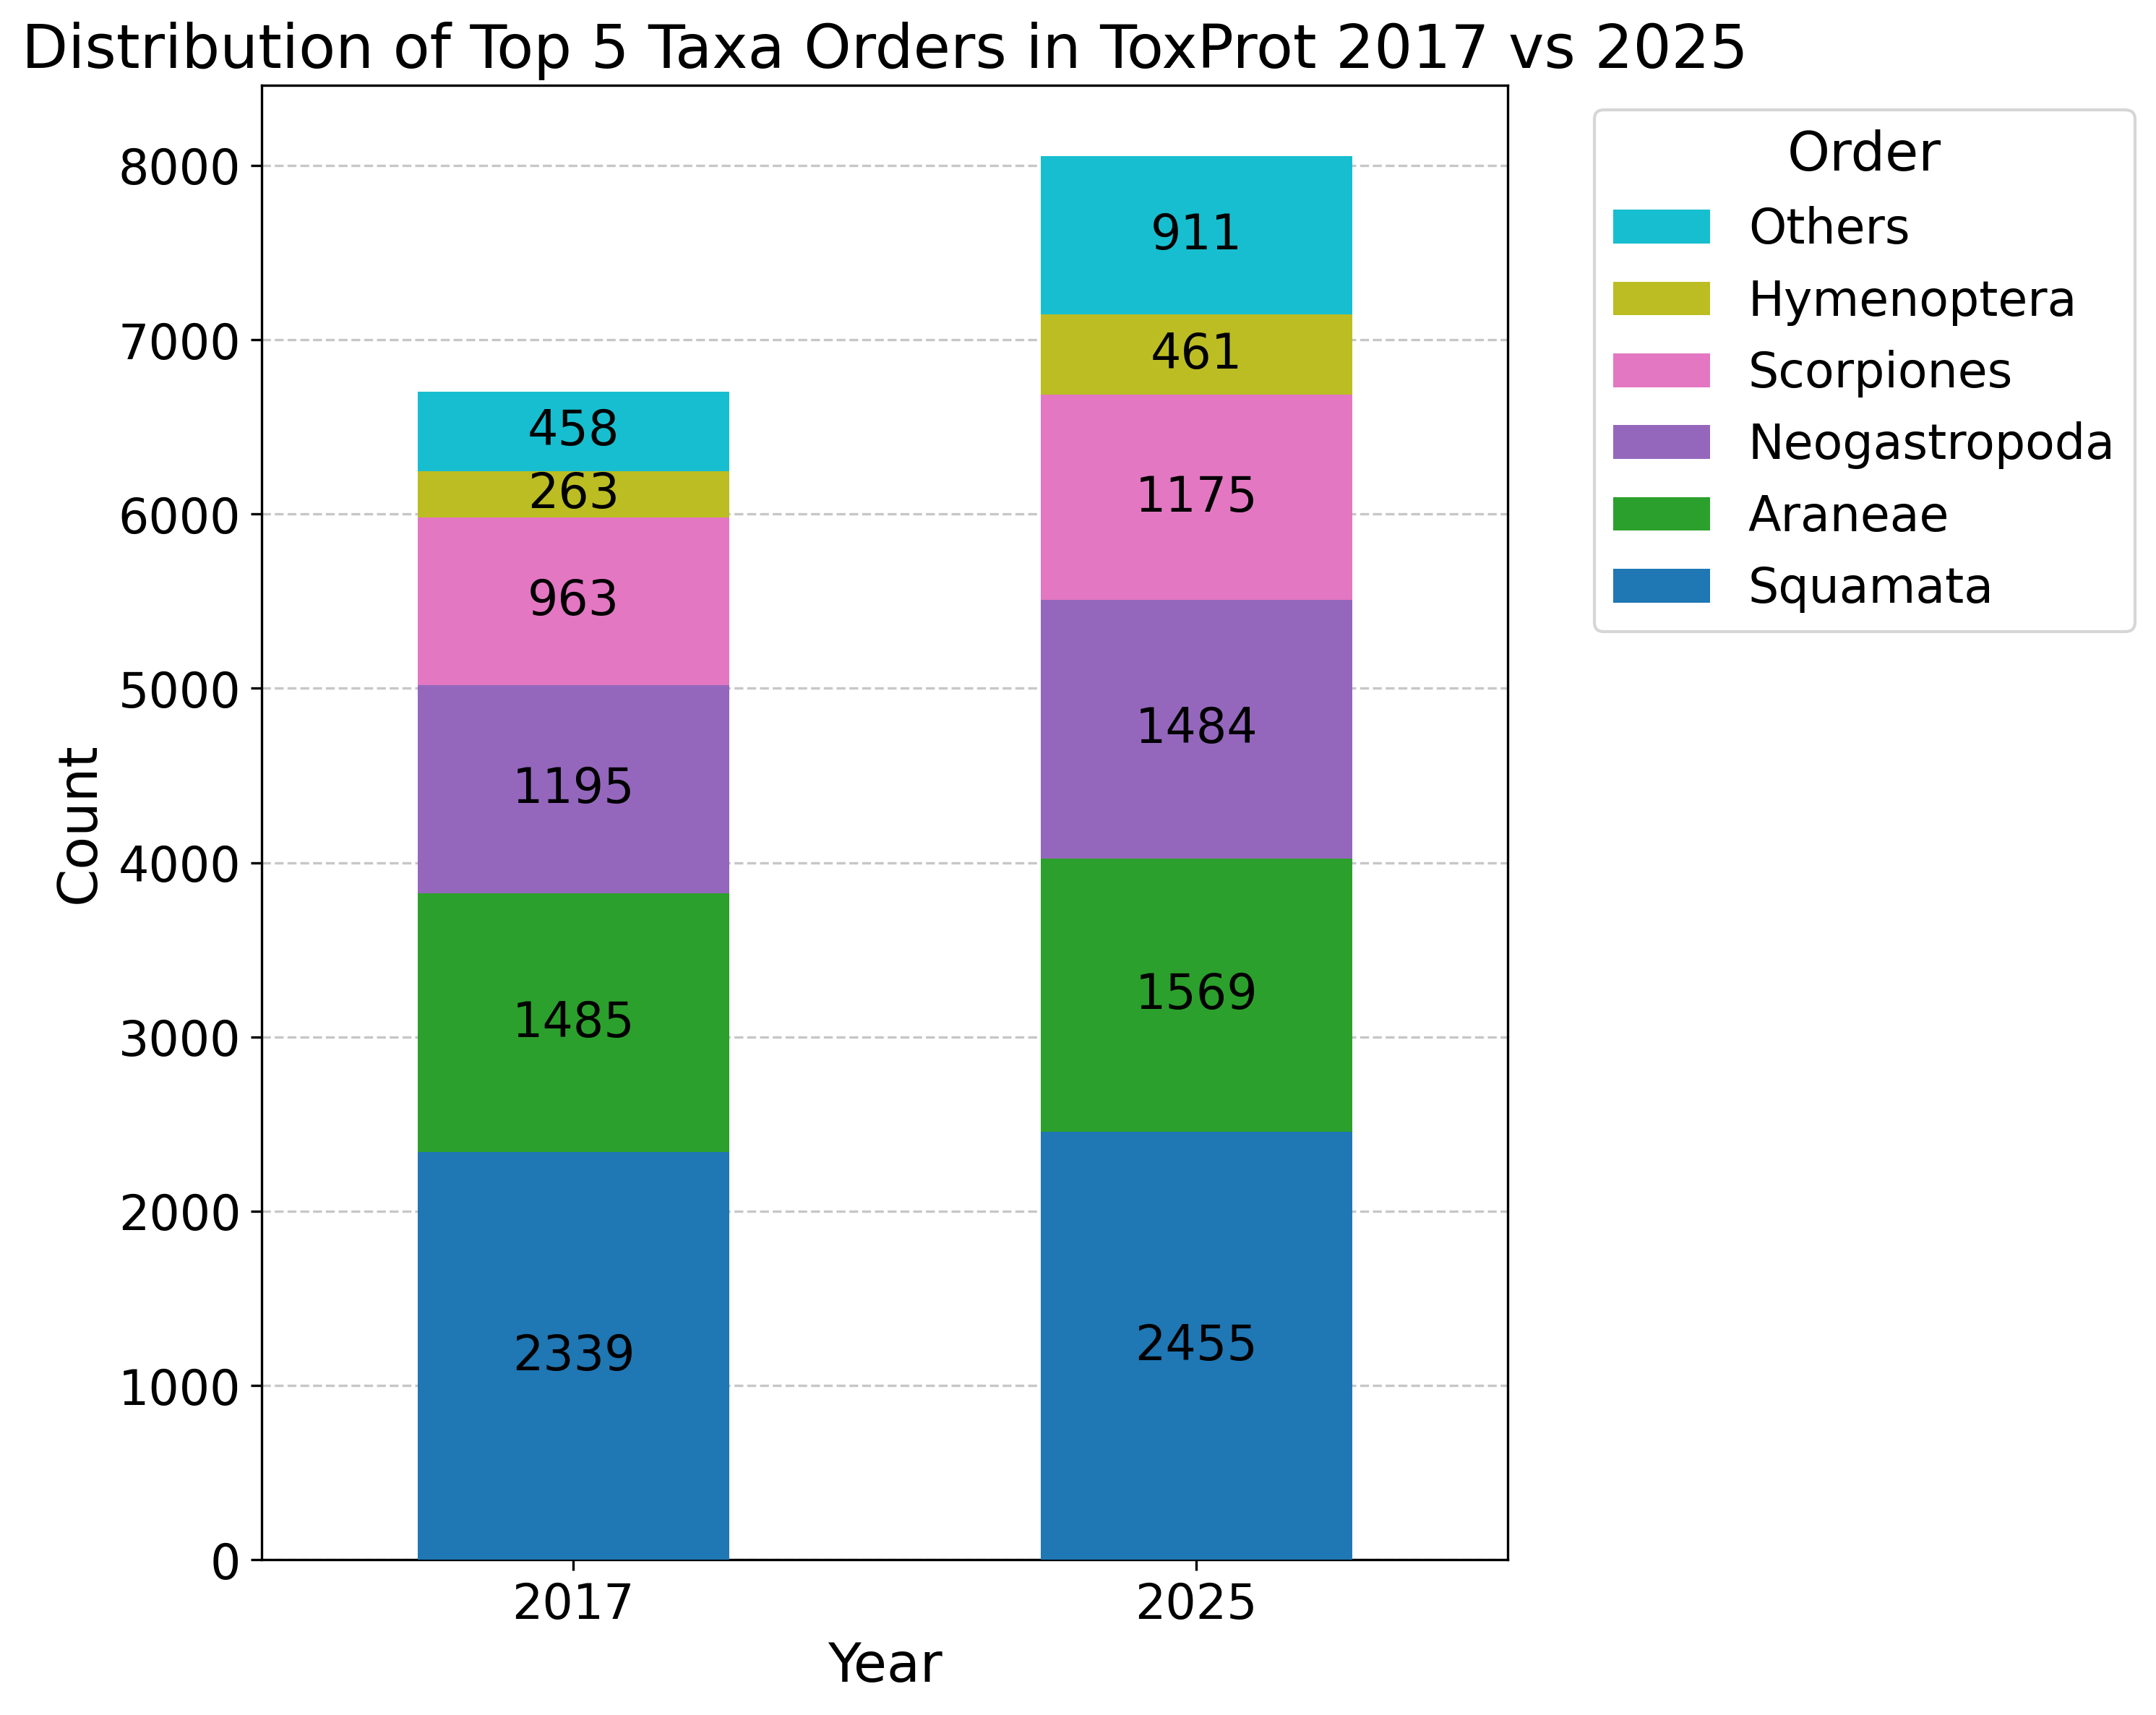 Distribution of Top 5 Taxa Orders in ToxProt 2017 vs 2025
Count
8000
7000
6000
5000
4000
3000
2000
1000
0
458
263
963
1195
1485
2339
911
461
1175
1484
1569
2455
2017
2025
Year
Order
Others
Hymenoptera
Scorpiones
Neogastropoda
Araneae
Squamata